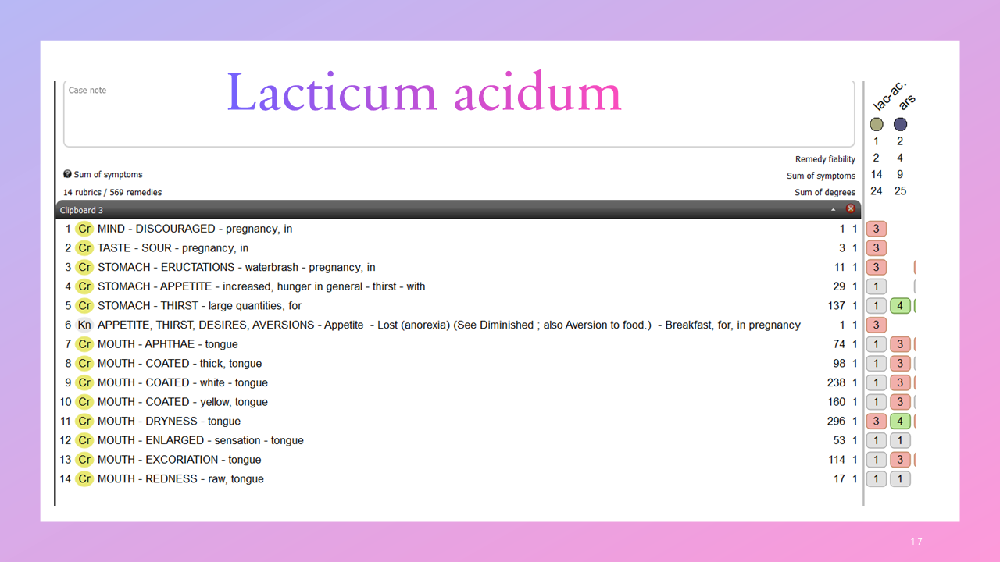 Lacticum acidum
Case note
lac-ac. ars
1 2
Remedy fiability 2 4
Sum of symptoms Sum of symptoms 14 9
14 rubrics / 569 remedies Sum of degrees 24 25
Clipboard 3
1 Cr MIND - DISCOURAGED - pregnancy, in 1 1 3
2 Cr TASTE - SOUR - pregnancy, in 3 1 3
3 Cr STOMACH - ERUCTATIONS - waterbrash - pregnancy, in 11 1 3
4 Cr STOMACH - APPETITE - increased, hunger in general - thirst - with 29 1 1
5 Cr STOMACH - THIRST - large quantities, for 137 1 1 4
6 Kn APPETITE, THIRST, DESIRES, AVERSIONS - Appetite - Lost (anorexia) (See Diminished ; also Aversion to food.) - Breakfast, for, in pregnancy 1 1 3
7 Cr MOUTH - APHTHAE - tongue 74 1 1 3
8 Cr MOUTH - COATED - thick, tongue 98 1 1 3
9 Cr MOUTH - COATED - white - tongue 238 1 1 3
10 Cr MOUTH - COATED - yellow, tongue 160 1 1 3
11 Cr MOUTH - DRYNESS - tongue 296 1 3 4
12 Cr MOUTH - ENLARGED - sensation - tongue 53 1 1 1
13 Cr MOUTH - EXCORIATION - tongue 114 1 1 3
14 Cr MOUTH - REDNESS - raw, tongue 17 1 1 1
17